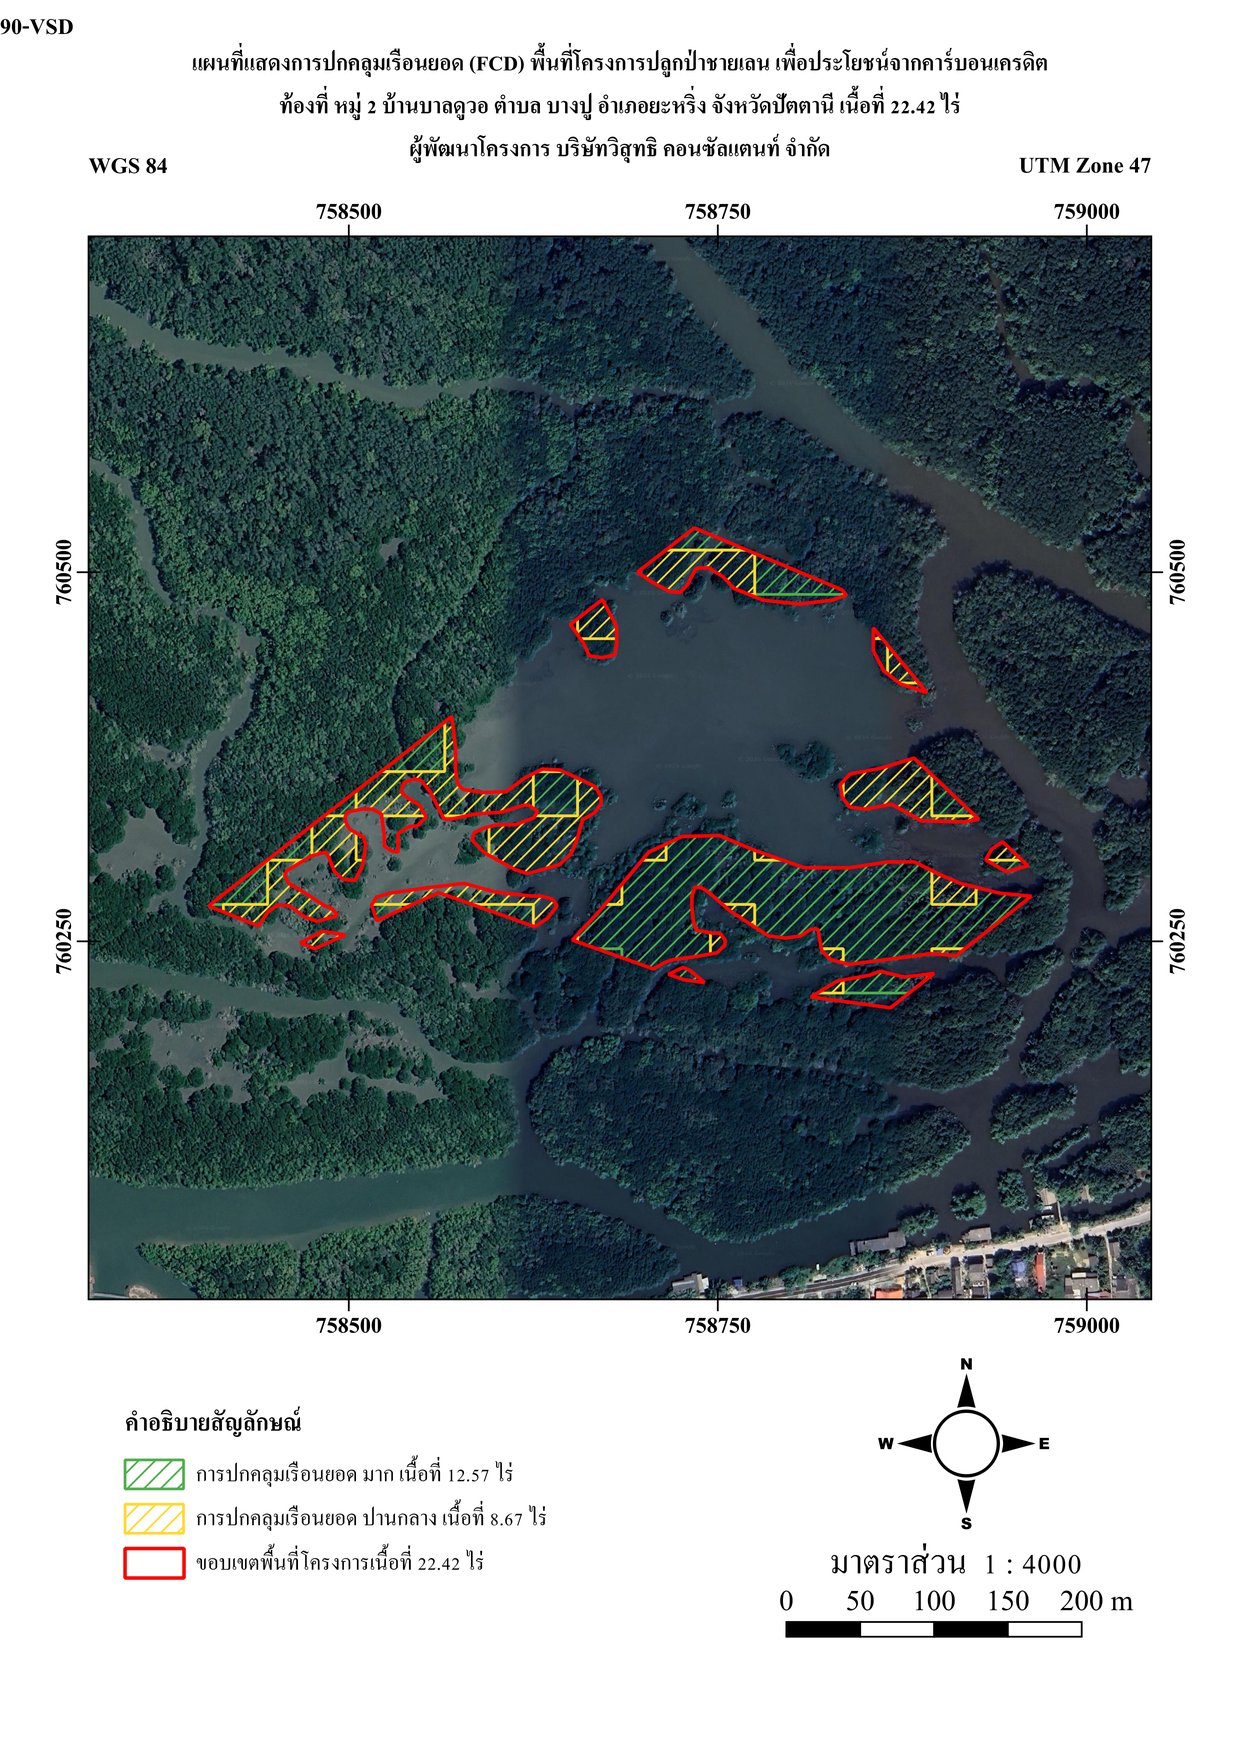 90-VSD
แผนที่แสดงการปกคลุมเรือนยอด (FCD) พื้นที่โครงการปลูกป่าชายเลน เพื่อประโยชน์จากคาร์บอนเครดิต
ท้องที่ หมู่ 2 บ้านบาลดูวอ ตำบล บางปู อำเภอยะหริ่ง จังหวัดปัตตานี เนื้อที่ 22.42 ไร่
ผู้พัฒนาโครงการ บริษัทวิสุทธิ คอนซัลแตนท์ จำกัด
WGS 84 UTM Zone 47
758500 758750 759000
760500 760500
760250 760250
758500 758750 759000
คำอธิบายสัญลักษณ์
การปกคลุมเรือนยอด มาก เนื้อที่ 12.57 ไร่
การปกคลุมเรือนยอด ปานกลาง เนื้อที่ 8.67 ไร่
ขอบเขตพื้นที่โครงการเนื้อที่ 22.42 ไร่
N
W E
S
มาตราส่วน 1 : 4000
0 50 100 150 200 m